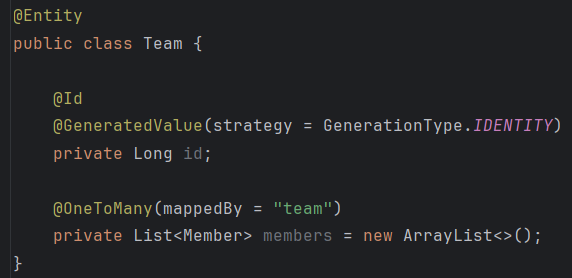 @Entity
public class Team {
@Id
@GeneratedValue(strategy = GenerationType.IDENTITY)
private Long id;
@OneToMany(mappedBy = "team")
private List<Member> members = new ArrayList<>();
}